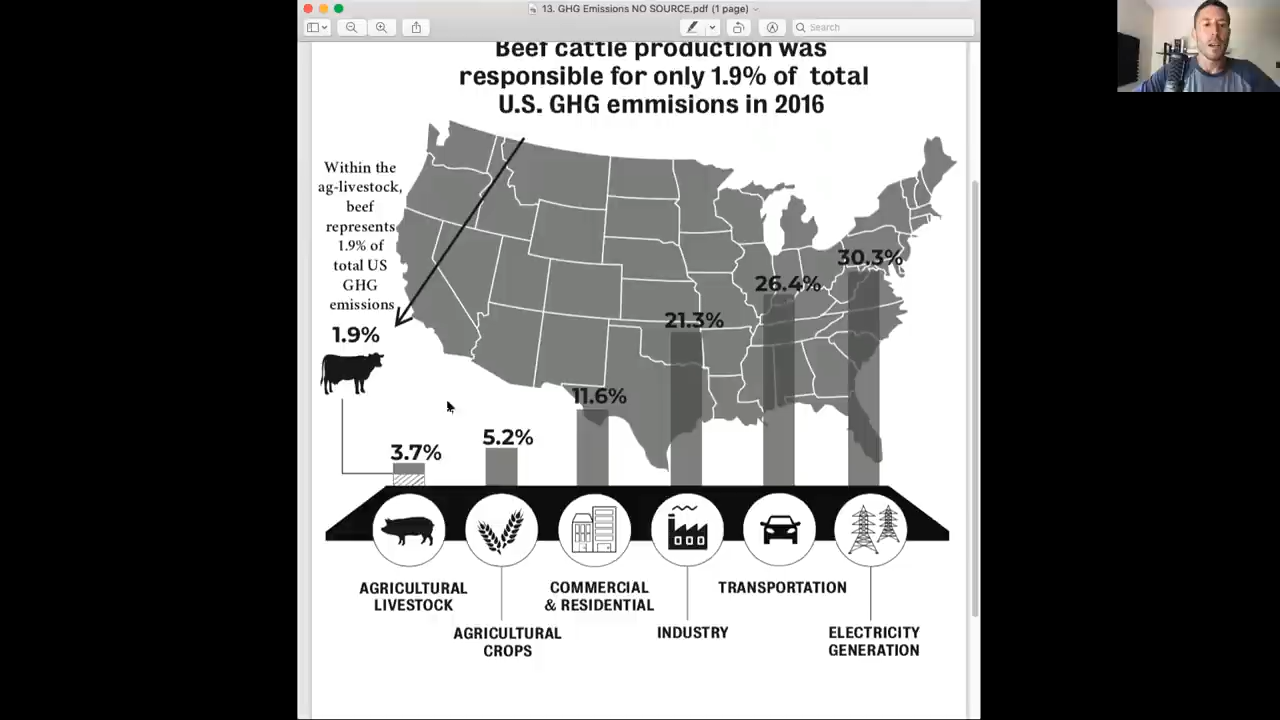 13. GHG Emissions NO SOURCE.pdf (1 page)
Search
Beef cattle production was
responsible for only 1.9% of total
U.S. GHG emmisions in 2016
Within the
ag-livestock,
beef
represents
1.9% of
total US
GHG
emissions
1.9%
3.7%
5.2%
11.6%
21.3%
26.4%
30.3%
AGRICULTURAL
LIVESTOCK
AGRICULTURAL
CROPS
COMMERCIAL
& RESIDENTIAL
INDUSTRY
TRANSPORTATION
ELECTRICITY
GENERATION